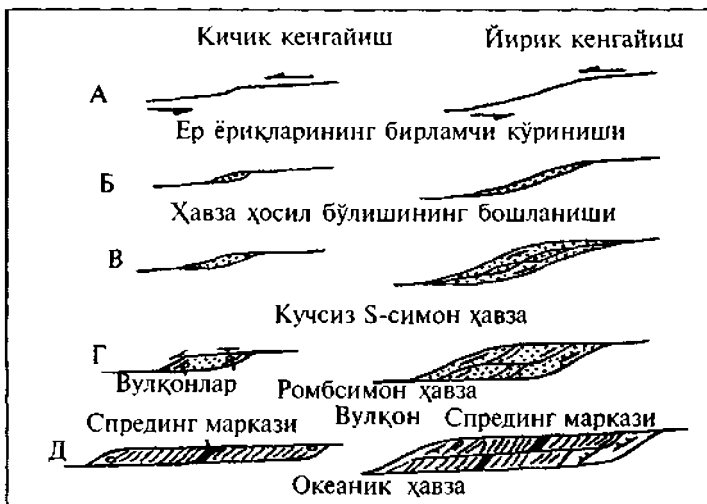 Кичик кенгайиш Йирик кенгайиш
А
Ер ёриқларининг бирламчи кўриниши
Б
Ҳавза ҳосил бўлишининг бошланиши
В
Кучсиз S-симон ҳавза
Г
Вулқонлар Ромбсимон ҳавза
Спрединг маркази Вулқон Спрединг маркази
Д
Океаник ҳавза